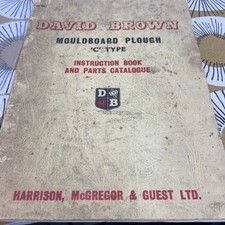 DAVID BROWN
MOULDBOARD PLOUGH
'C' TYPE
INSTRUCTION BOOK
AND PARTS CATALOGUE
D B
HARRISON, McGREGOR & GUEST LTD.